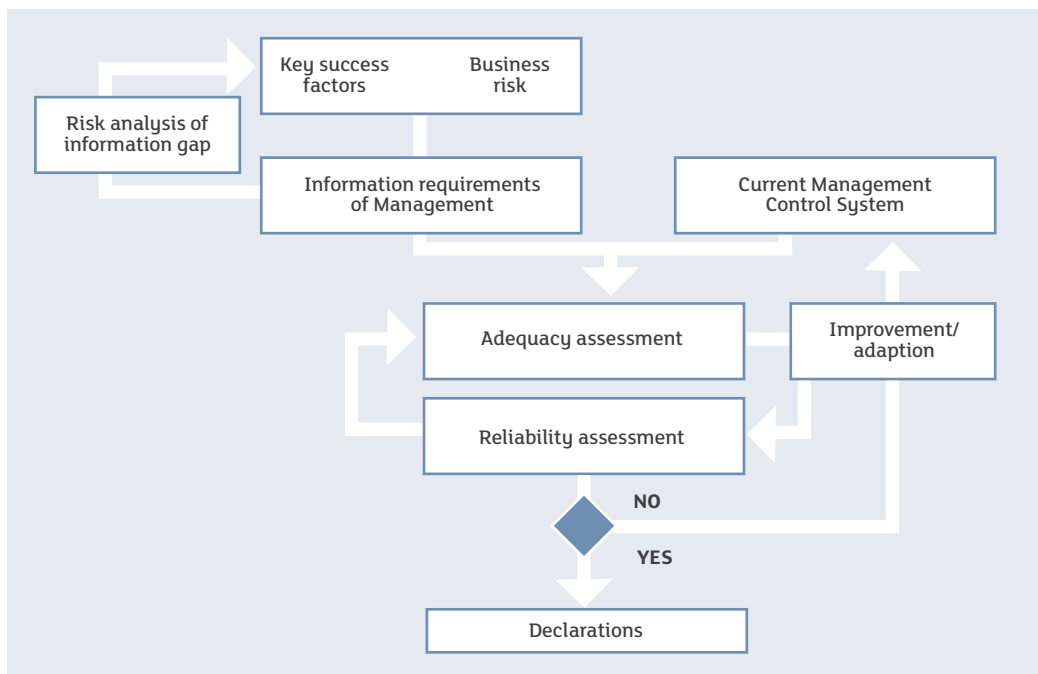 Key success
factors
Business
risk
Risk analysis of
information gap
Information requirements
of Management
Current Management
Control System
Adequacy assessment
Improvement/
adaption
Reliability assessment
NO
YES
Declarations